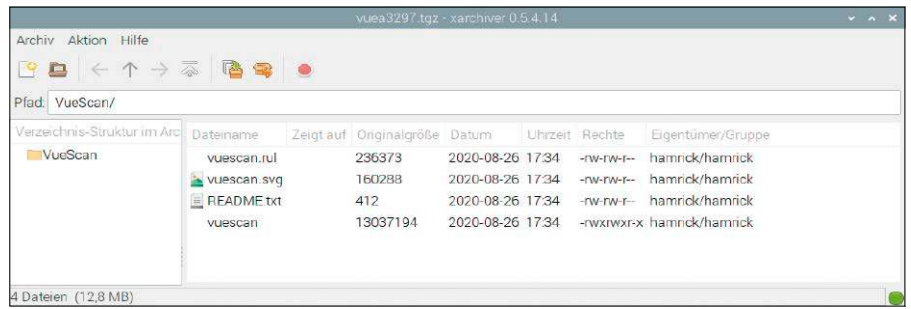 vuea3297.tgz - xarchiver 0.5.4.14
Archiv Aktion Hilfe
Pfad: VueScan/
Verzeichnis-Struktur im Arc Dateiname Zeigt auf Originalgröße Datum Uhrzeit Rechte Eigentümer/Gruppe
VueScan
vuescan.rul 236373 2020-08-26 17:34 -rw-rw-r-- hamrick/hamrick
vuescan.svg 160288 2020-08-26 17:34 -rw-rw-r-- hamrick/hamrick
README.txt 412 2020-08-26 17:34 -rw-rw-r-- hamrick/hamrick
vuescan 13037194 2020-08-26 17:34 -rwxrwxr-x hamrick/hamrick
4 Dateien (12,8 MB)